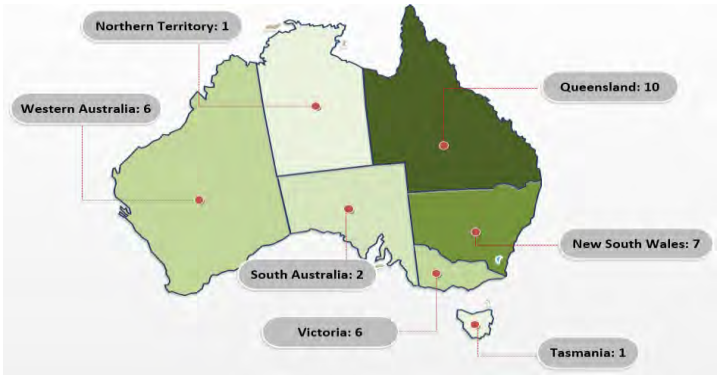 Northern Territory: 1
Queensland: 10
Western Australia: 6
New South Wales: 7
South Australia: 2
Victoria: 6
Tasmania: 1